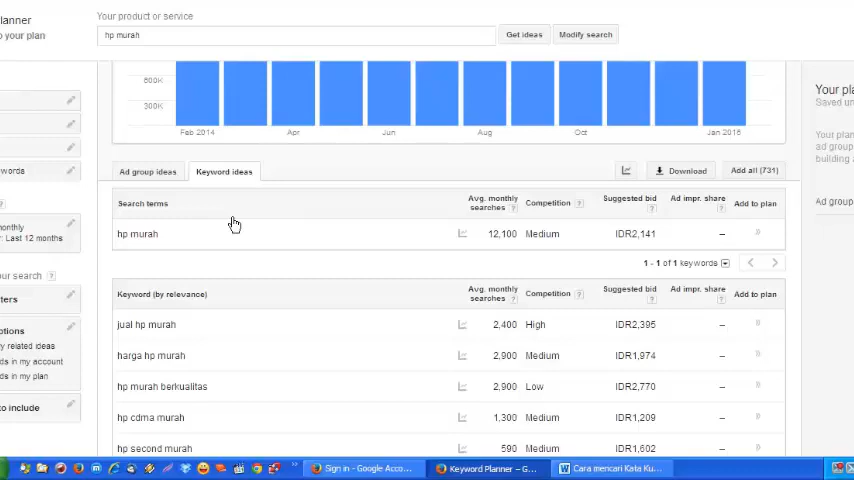 lanner
o your plan
Your product or service
hp murah
Get ideas
Modify search
600K
300K
Feb 2014
Apr
Jun
Aug
Oct
Jan 2015
Your pla
Saved un
Your plan
ad group
building a
Ad group
words
?
monthly
: Last 12 months
our search ?
ters
ptions
y related ideas
ds in my account
ds in my plan
to include
Ad group ideas
Keyword ideas
Download
Add all (731)
Search terms
Avg. monthly searches ?
Competition ?
Suggested bid ?
Ad impr. share ?
Add to plan
hp murah 12,100 Medium IDR2,141 – »
1 - 1 of 1 keywords
Keyword (by relevance)
Avg. monthly searches ?
Competition ?
Suggested bid ?
Ad impr. share ?
Add to plan
jual hp murah 2,400 High IDR2,395 – »
harga hp murah 2,900 Medium IDR1,974 – »
hp murah berkualitas 2,900 Low IDR2,770 – »
hp cdma murah 1,300 Medium IDR1,209 – »
hp second murah 590 Medium IDR1,602 – »
Sign in - Google Acco...
Keyword Planner – G...
Cara mencari Kata Ku...